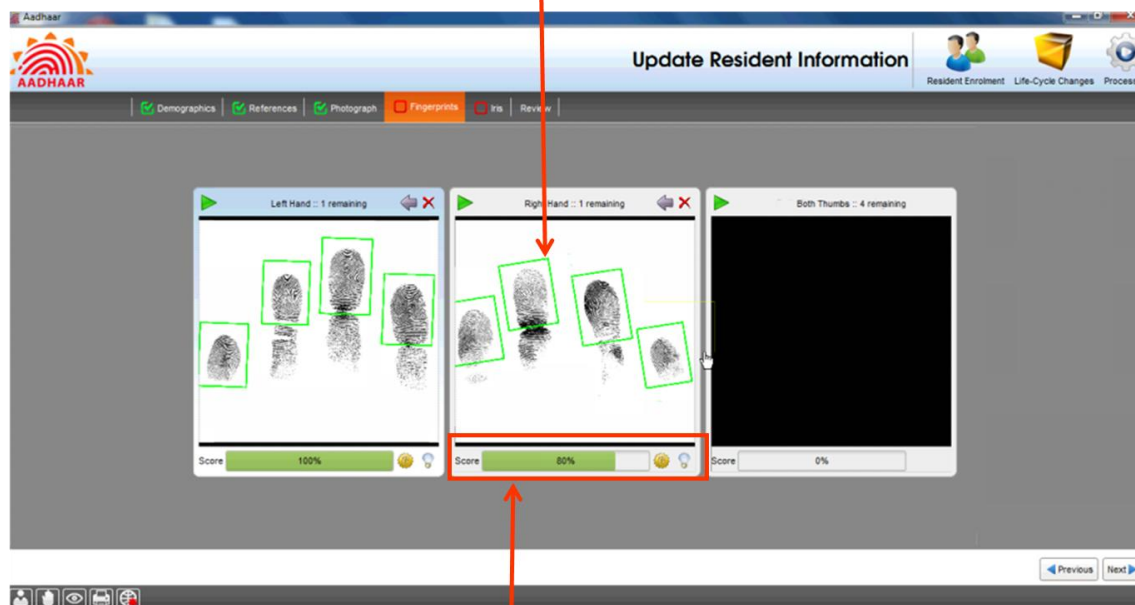 Aadhaar
AADHAAR
Update Resident Information
Resident Enrolment
Life-Cycle Changes
Demographics
References
Photograph
Fingerprints
Iris
Review
Left Hand :: 1 remaining
Right Hand :: 1 remaining
Both Thumbs :: 4 remaining
Score 100%
Score 80%
Score 0%
Previous
Next